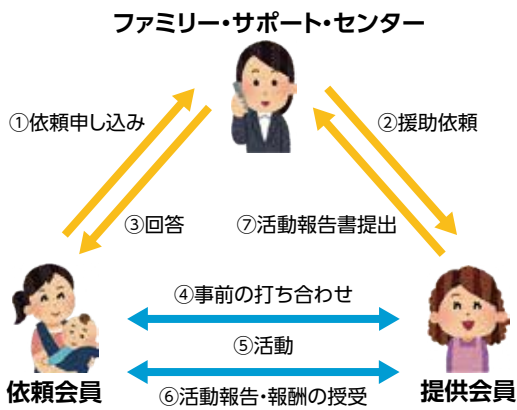 ファミリー・サポート・センター
①依頼申し込み
②援助依頼
③回答
⑦活動報告書提出
④事前の打ち合わせ
⑤活動
⑥活動報告・報酬の授受
依頼会員
提供会員